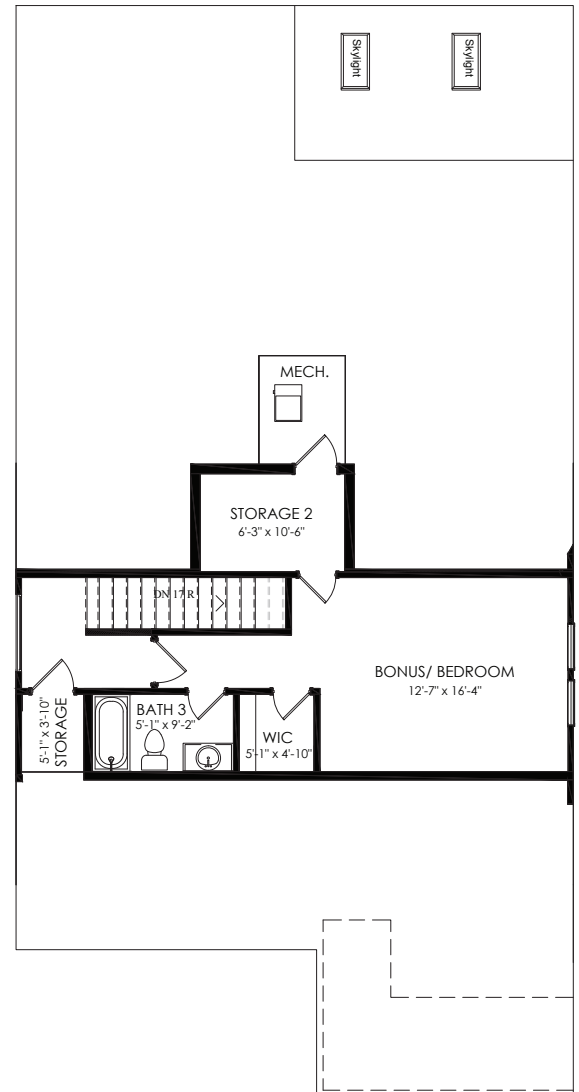 Skylight
Skylight
MECH.
STORAGE 2
6'-3" x 10'-6"
DN 17 R
BONUS/ BEDROOM
12'-7" x 16'-4"
5'-1" x 3'-10"
STORAGE
BATH 3
5'-1" x 9'-2"
WIC
5'-1" x 4'-10"